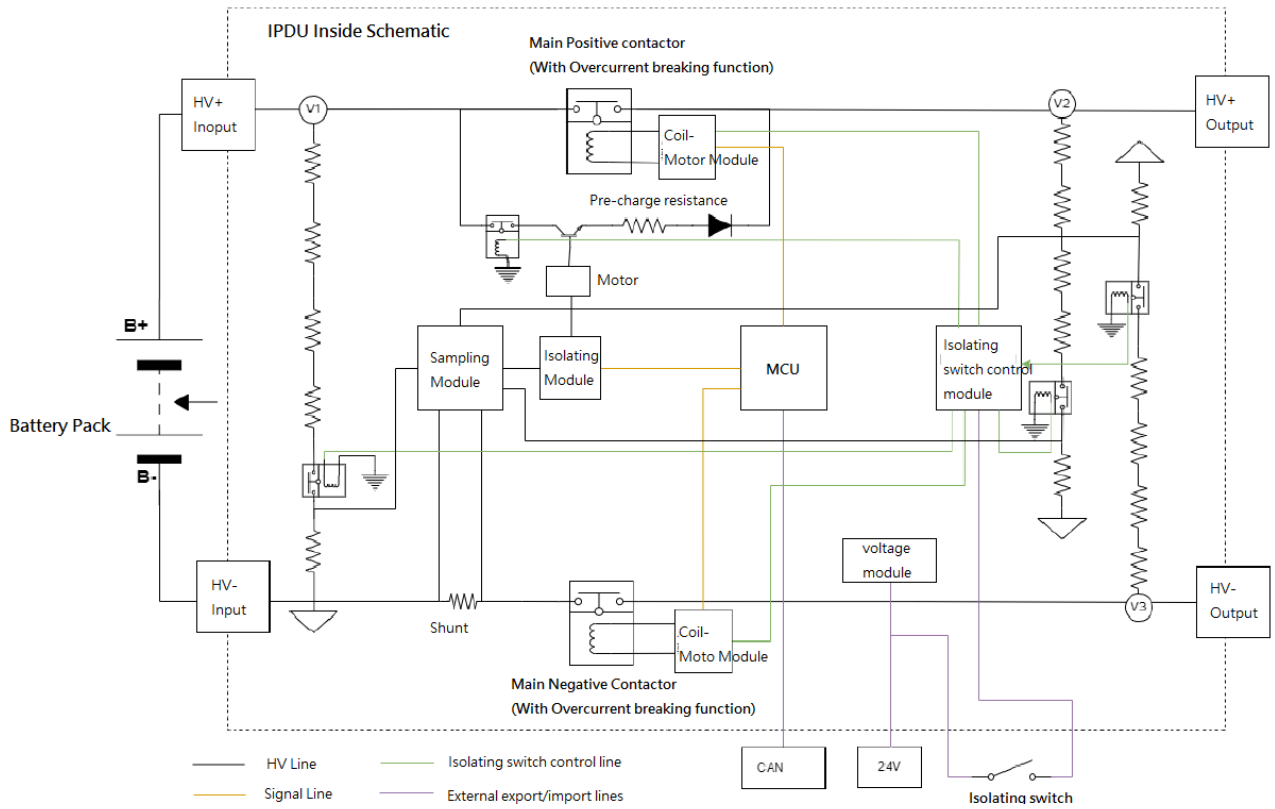 IPDU Inside Schematic
Main Positive contactor
(With Overcurrent breaking function)
HV+
Inoput
V1
V2
HV+
Output
Coil-
Motor Module
Pre-charge resistance
Motor
B+
Sampling
Module
Isolating
Module
MCU
Isolating
switch control
module
Battery Pack
B-
voltage
module
HV-
Input
Shunt
V3
HV-
Output
Coil-
Moto Module
Main Negative Contactor
(With Overcurrent breaking function)
HV Line
Isolating switch control line
CAN
24V
Signal Line
External export/import lines
Isolating switch